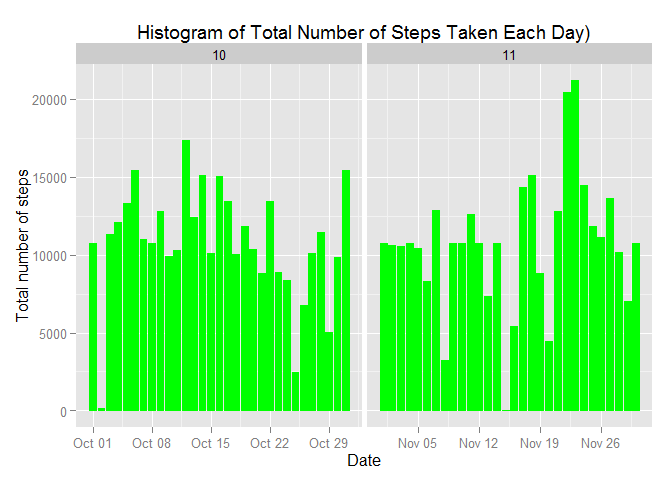 Histogram of Total Number of Steps Taken Each Day)
10
11
Total number of steps
20000
15000
10000
5000
0
Oct 01 Oct 08 Oct 15 Oct 22 Oct 29 Nov 05 Nov 12 Nov 19 Nov 26
Date